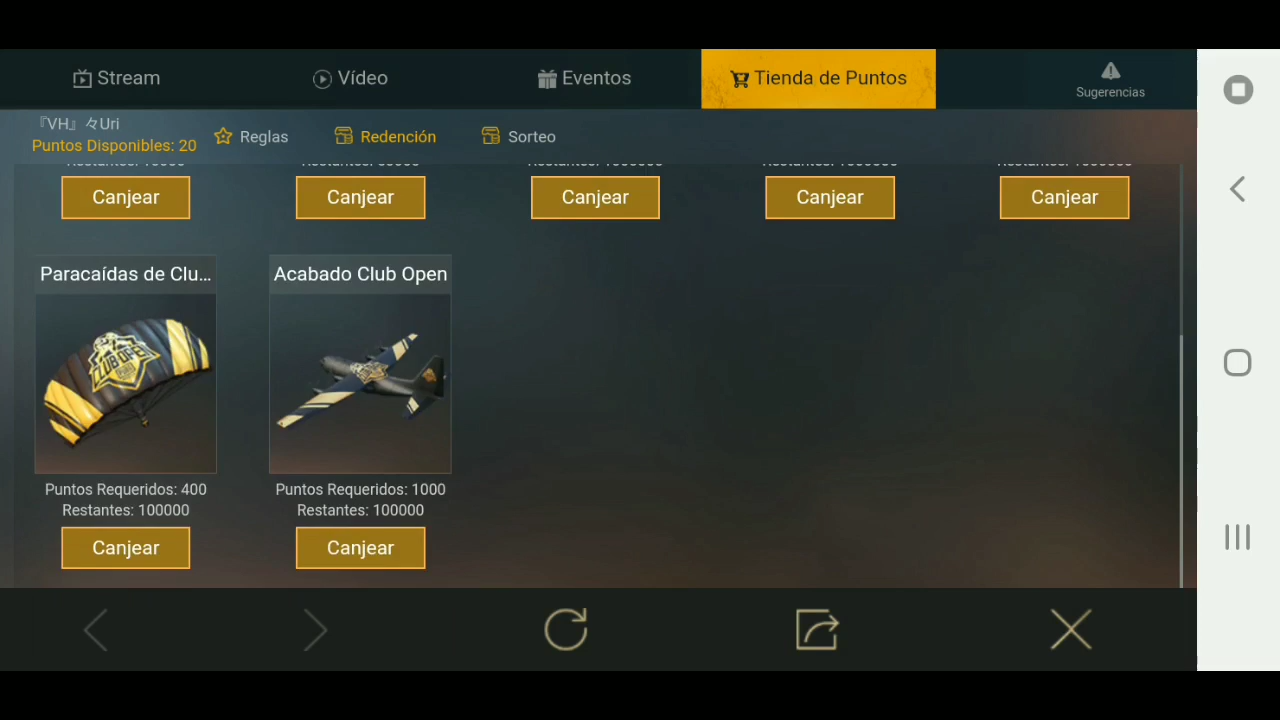 Stream
Vídeo
Eventos
Tienda de Puntos
Sugerencias
『VH』々Uri
Puntos Disponibles: 20
Reglas
Redención
Sorteo
Canjear
Canjear
Canjear
Canjear
Canjear
Paracaídas de Clu...
Acabado Club Open
CLUB OPEN
Puntos Requeridos: 400
Puntos Requeridos: 1000
Restantes: 100000
Restantes: 100000
Canjear
Canjear